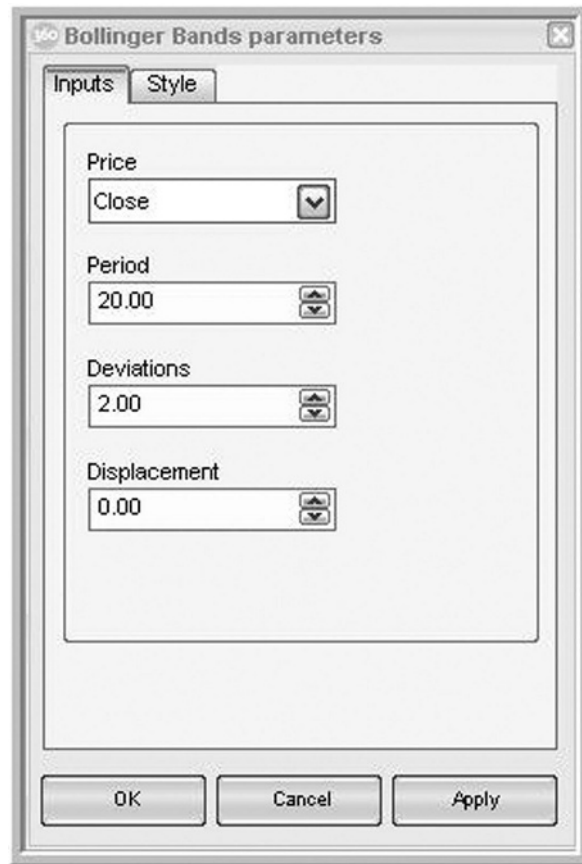 Bollinger Bands parameters
Inputs Style
Price
Close
Period
20.00
Deviations
2.00
Displacement
0.00
OK Cancel Apply